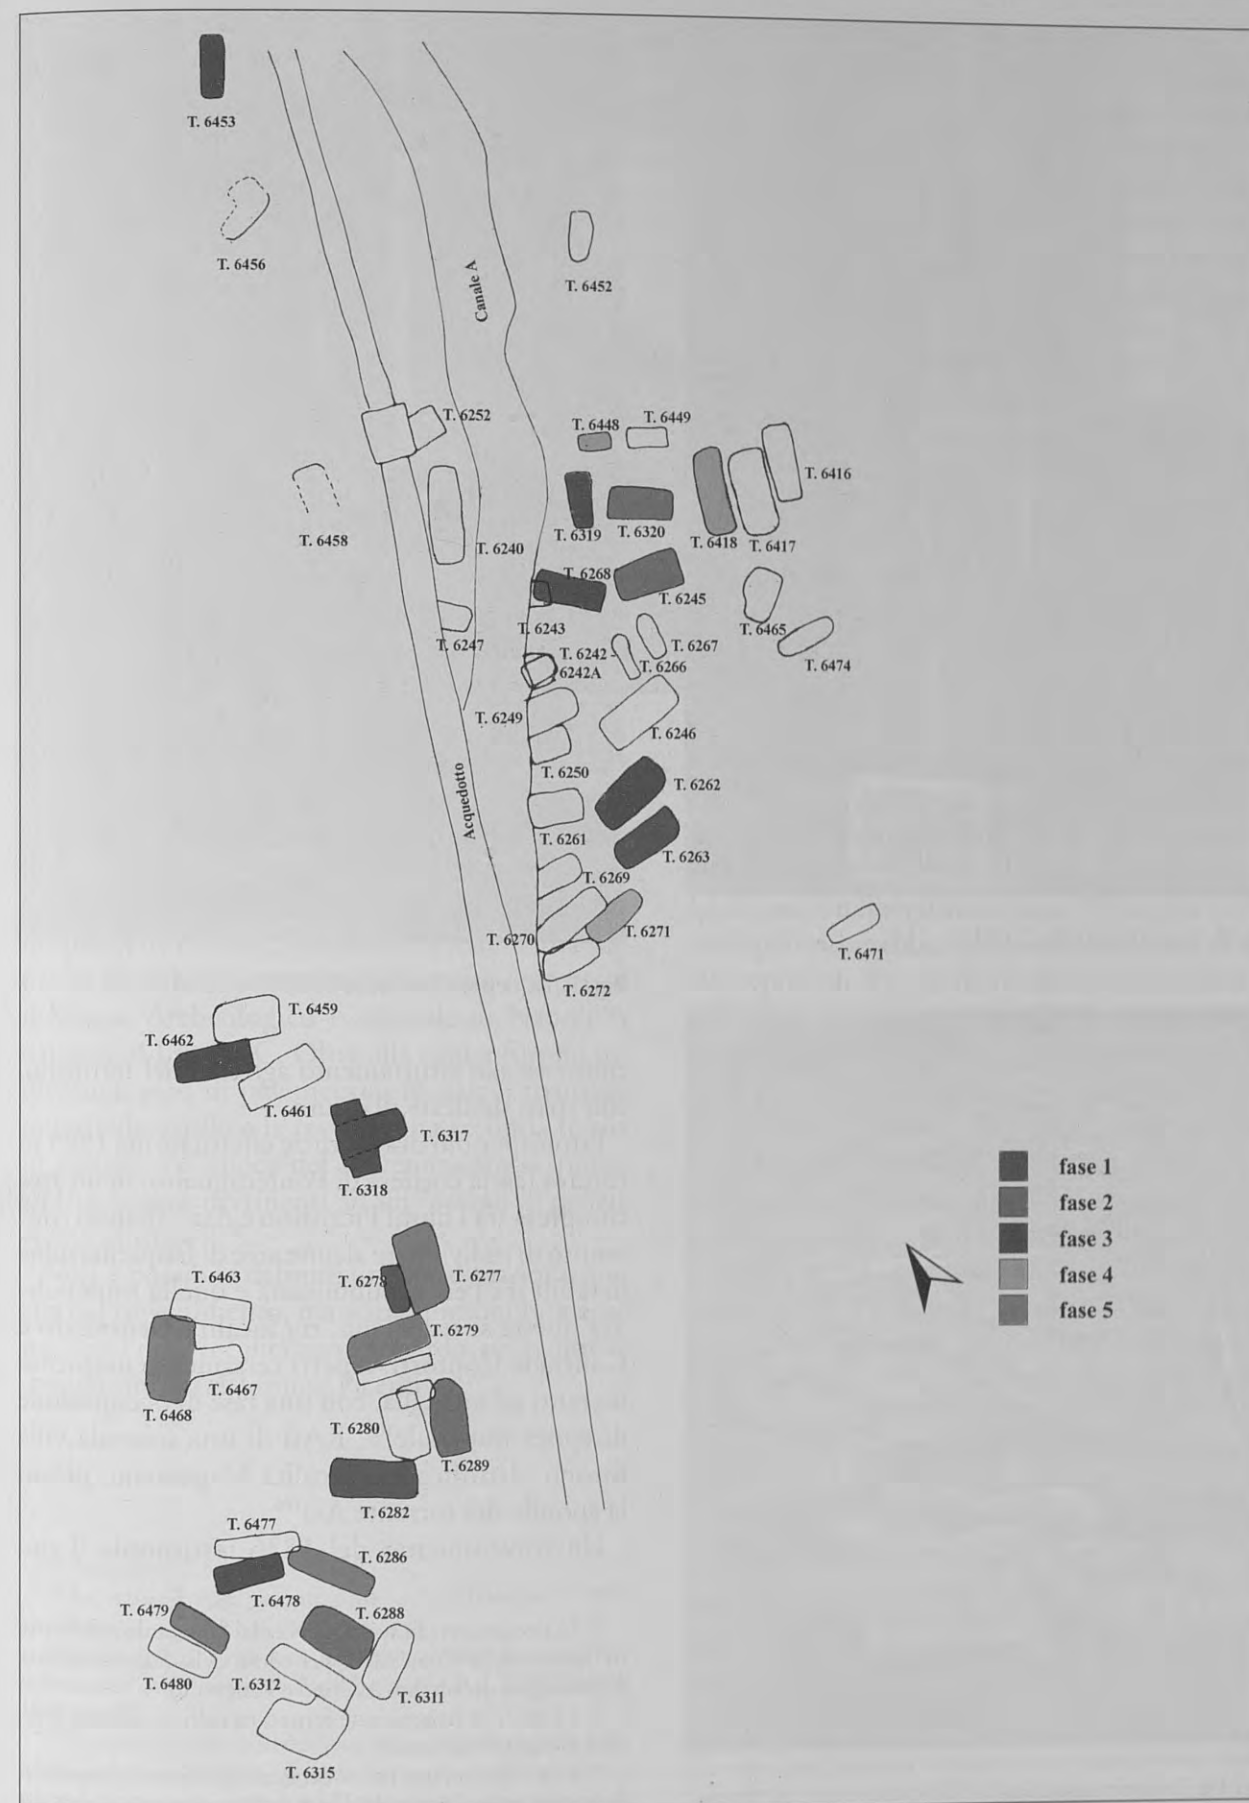 T. 6453
T. 6456
T. 6452
Canale A
T. 6252
T. 6448
T. 6449
T. 6416
T. 6458
T. 6240
T. 6319
T. 6320
T. 6418
T. 6417
T. 6268
T. 6245
T. 6247
T. 6243
T. 6465
T. 6242 -
6242A
T. 6266
T. 6267
T. 6474
T. 6249
T. 6246
T. 6250
T. 6262
Acquedotto
T. 6261
T. 6263
T. 6269
T. 6270
T. 6271
T. 6471
T. 6272
T. 6459
T. 6462
T. 6461
T. 6317
T. 6318
fase 1
fase 2
fase 3
fase 4
fase 5
T. 6463
T. 6278
T. 6277
T. 6279
T. 6467
T. 6468
T. 6280
T. 6289
T. 6282
T. 6477
T. 6286
T. 6478
T. 6479
T. 6288
T. 6480
T. 6312
T. 6311
T. 6315